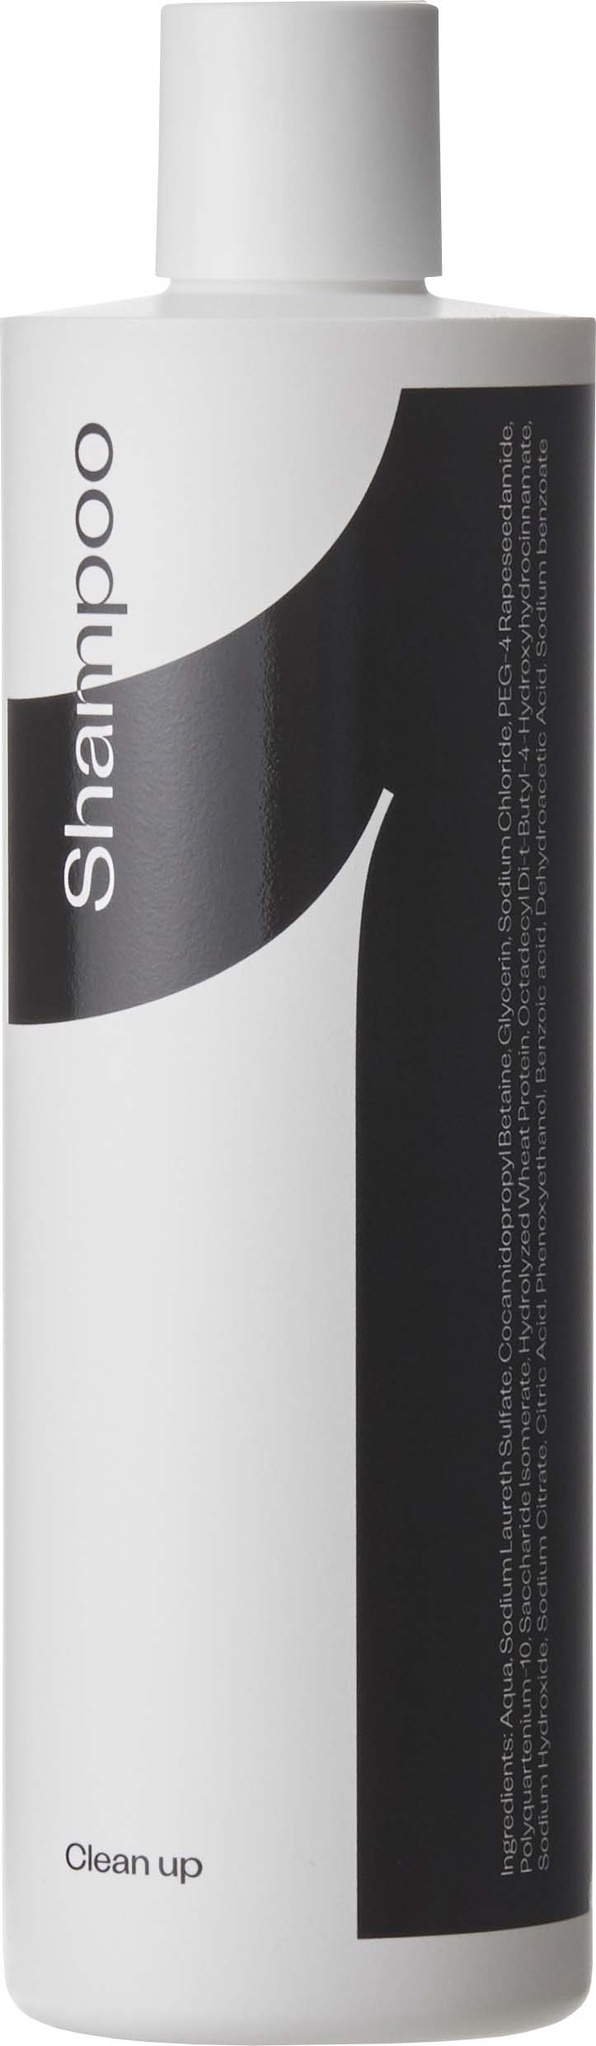 Shampoo
Clean up
Ingredients: Aqua, Sodium Laureth Sulfate, Cocamidopropyl Betaine, Glycerin, Sodium Chloride, PEG-4 Rapeseedamide,
Polyquartenium-10, Saccharide Isomerate, Hydrolyzed Wheat Protein, Octadecyl Di-t-Butyl-4-Hydroxyhydrocinnamate,
Sodium Hydroxide, Sodium Citrate, Citric Acid, Phenoxyethanol, Benzoic acid, Dehydroacetic Acid, Sodium benzoate